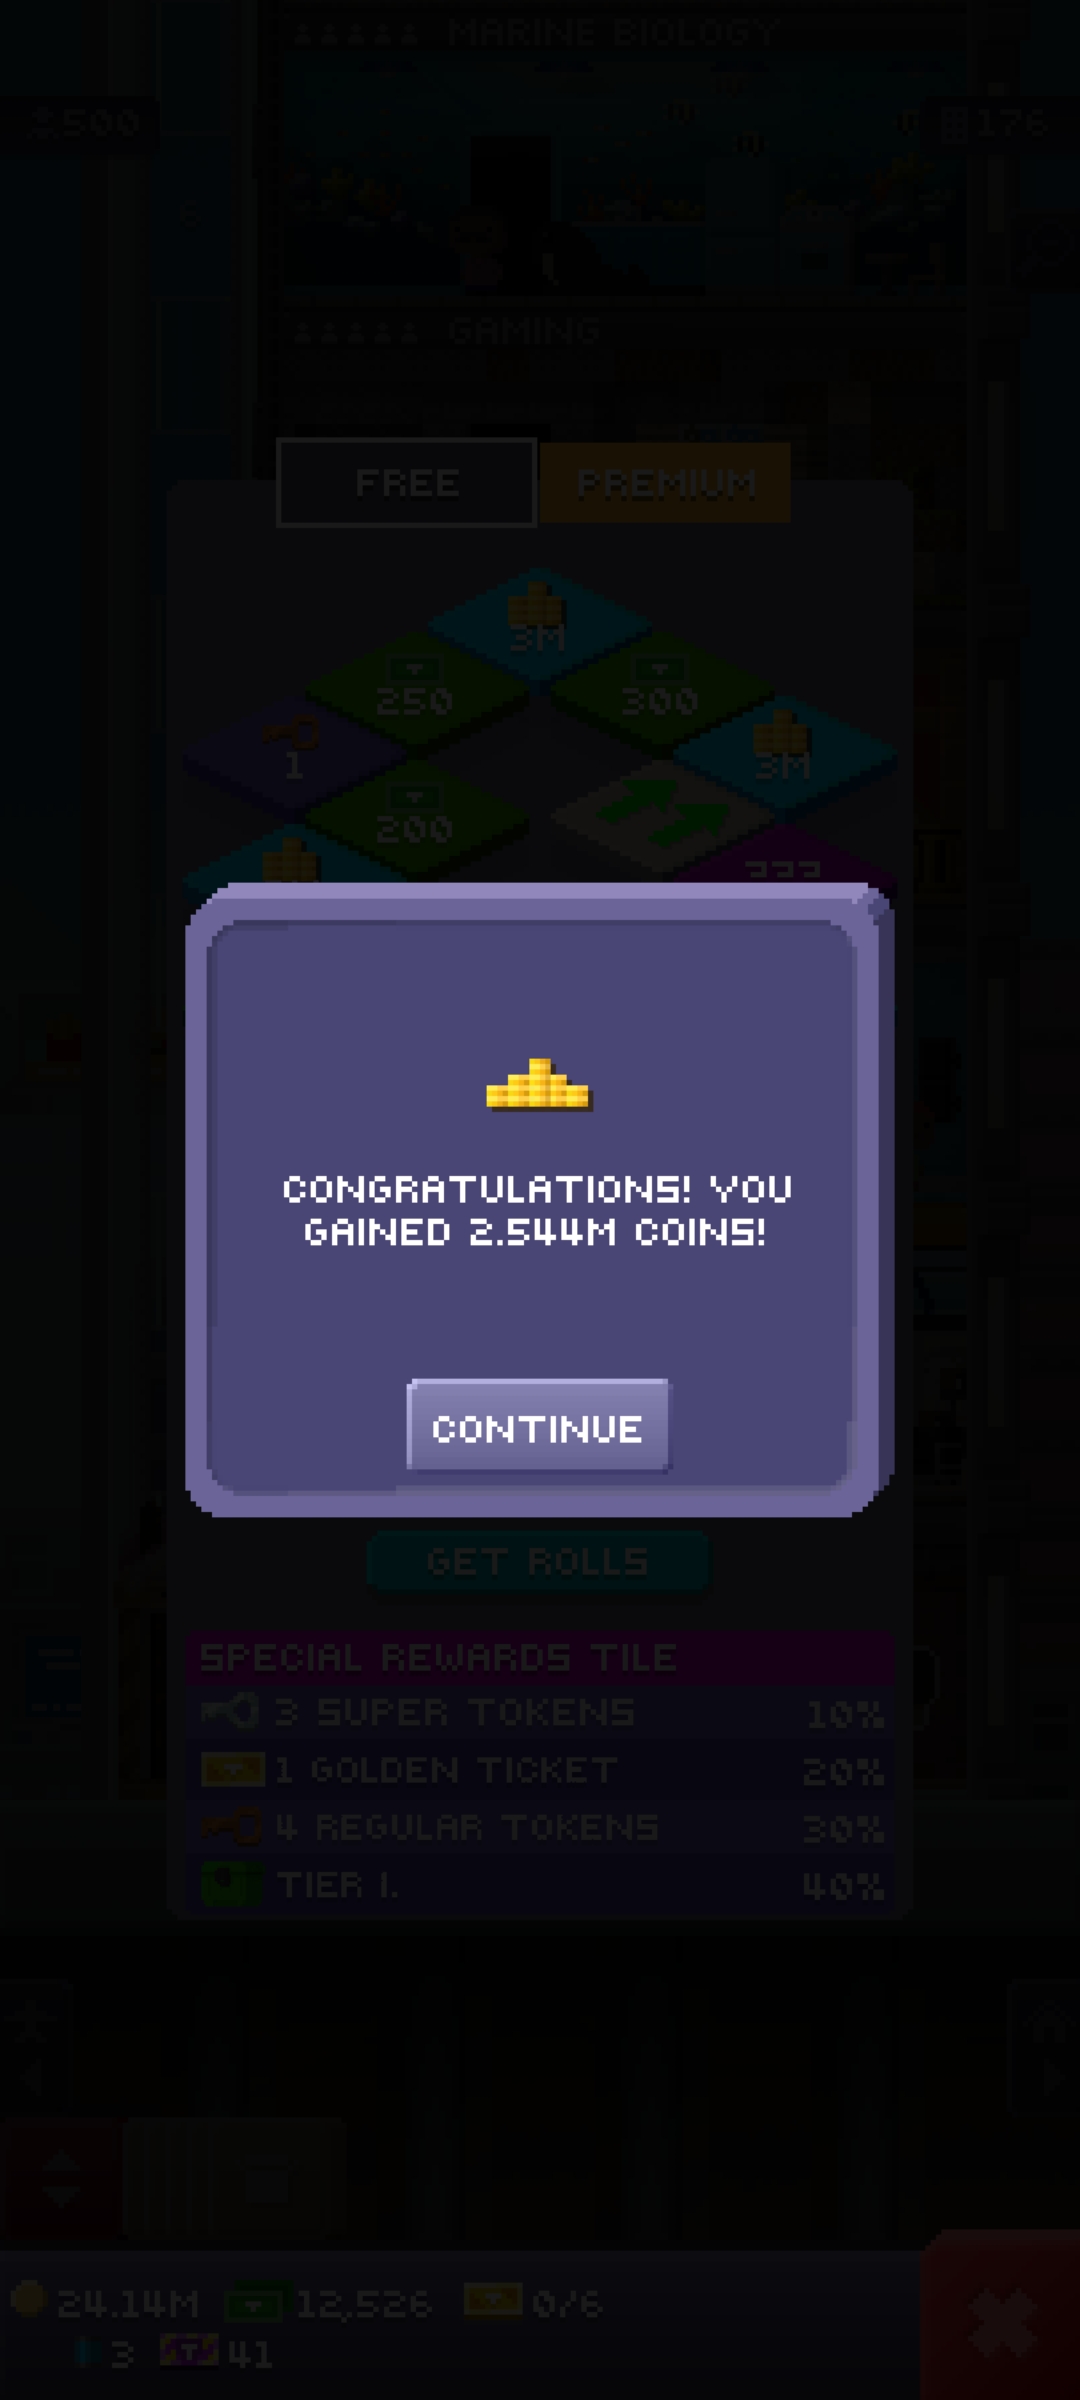 MARINE BIOLOGY
500
176
6
GAMING
FREE
PREMIUM
3M
250
300
1
3M
200
???
CONGRATULATIONS! YOU
GAINED 2.544M COINS!
CONTINUE
GET ROLLS
SPECIAL REWARDS TILE
3 SUPER TOKENS 10%
1 GOLDEN TICKET 20%
4 REGULAR TOKENS 30%
TIER 1. 40%
24.14M 12,526 0/6
3 41